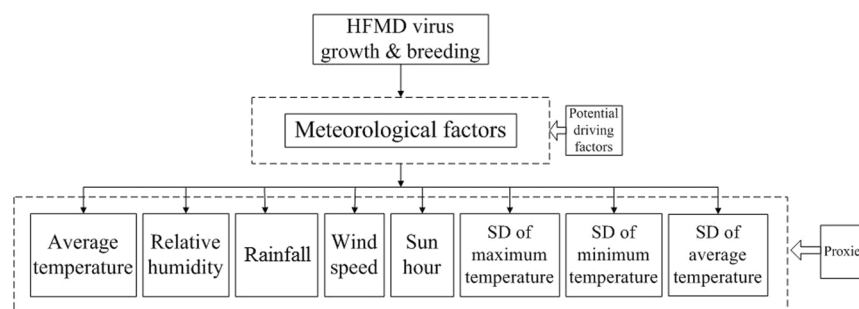 HFMD virus
growth & breeding
Meteorological factors
Potential
driving
factors
Average
temperature
Relative
humidity
Rainfall
Wind
speed
Sun
hour
SD of
maximum
temperature
SD of
minimum
temperature
SD of
average
temperature
Proxie